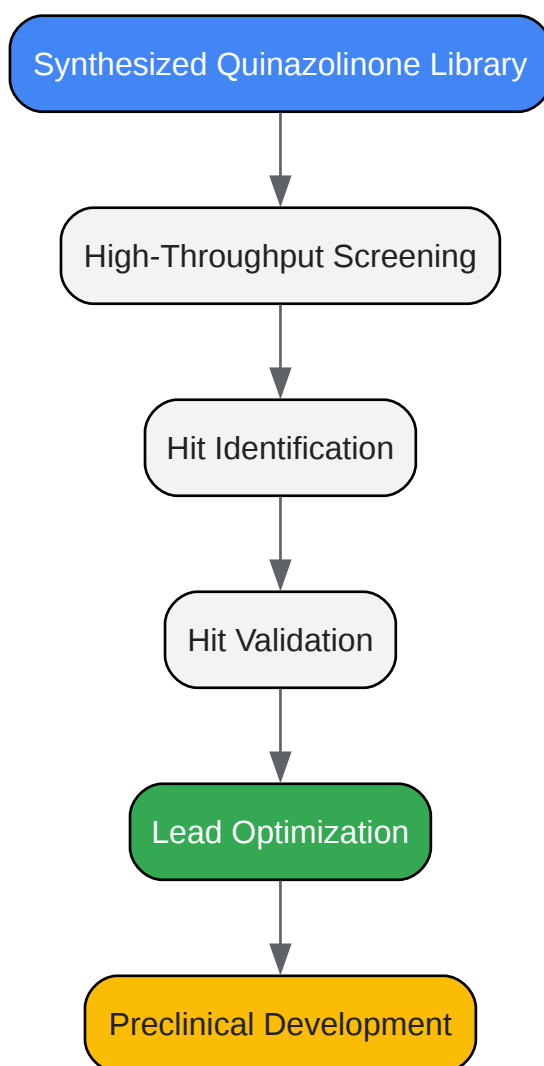 Synthesized Quinazolinone Library
High-Throughput Screening
Hit Identification
Hit Validation
Lead Optimization
Preclinical Development